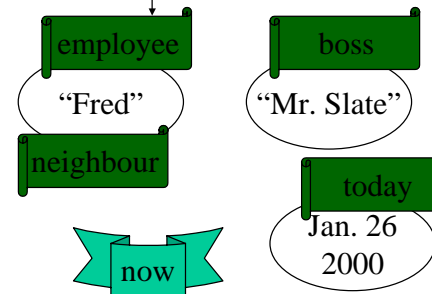 employee
“Fred”
neighbour
boss
“Mr. Slate”
today
Jan. 26
2000
now